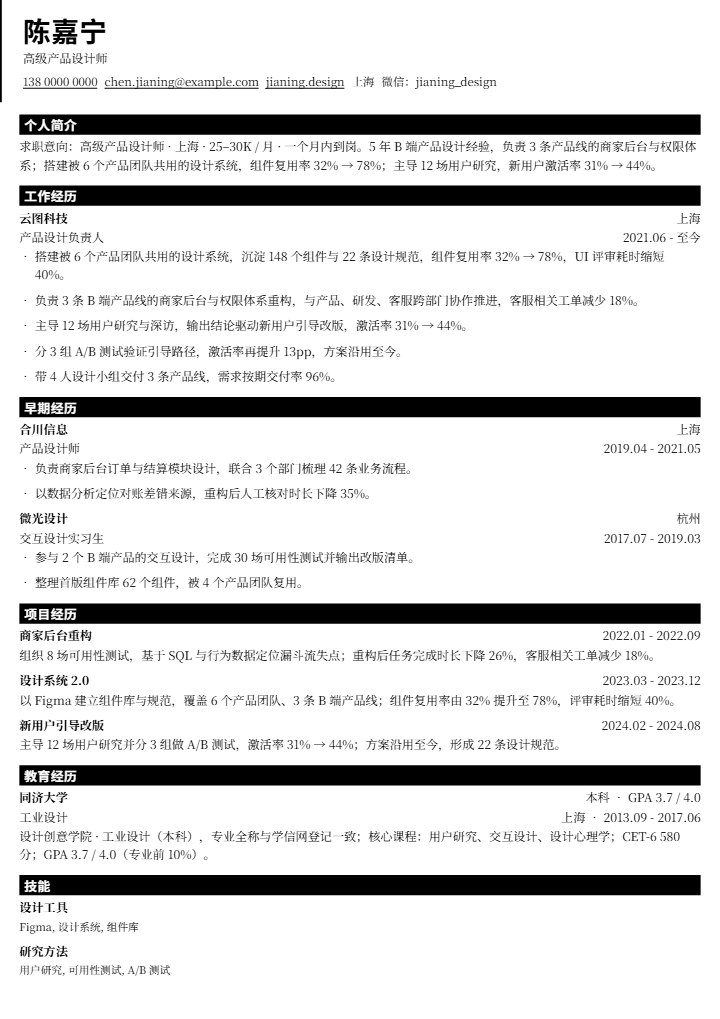 陈嘉宁
高级产品设计师
138 0000 0000 chen.jianing@example.com jianing.design 上海 微信：jianing_design
个人简介
求职意向：高级产品设计师 · 上海 · 25–30K / 月 · 一个月内到岗。5 年 B 端产品设计经验，负责 3 条产品线的商家后台与权限体
系；搭建被 6 个产品团队共用的设计系统，组件复用率 32% → 78%；主导 12 场用户研究，新用户激活率 31% → 44%。
工作经历
云图科技 上海
产品设计负责人 2021.06 - 至今
· 搭建被 6 个产品团队共用的设计系统，沉淀 148 个组件与 22 条设计规范，组件复用率 32% → 78%，UI 评审耗时缩短
40%。
· 负责 3 条 B 端产品线的商家后台与权限体系重构，与产品、研发、客服跨部门协作推进，客服相关工单减少 18%。
· 主导 12 场用户研究与深访，输出结论驱动新用户引导改版，激活率 31% → 44%。
· 分 3 组 A/B 测试验证引导路径，激活率再提升 13pp，方案沿用至今。
· 带 4 人设计小组交付 3 条产品线，需求按期交付率 96%。
早期经历
合川信息 上海
产品设计师 2019.04 - 2021.05
· 负责商家后台订单与结算模块设计，联合 3 个部门梳理 42 条业务流程。
· 以数据分析定位对账差错来源，重构后人工核对时长下降 35%。
微光设计 杭州
交互设计实习生 2017.07 - 2019.03
· 参与 2 个 B 端产品的交互设计，完成 30 场可用性测试并输出改版清单。
· 整理首版组件库 62 个组件，被 4 个产品团队复用。
项目经历
商家后台重构 2022.01 - 2022.09
组织 8 场可用性测试，基于 SQL 与行为数据定位漏斗流失点；重构后任务完成时长下降 26%，客服相关工单减少 18%。
设计系统 2.0 2023.03 - 2023.12
以 Figma 建立组件库与规范，覆盖 6 个产品团队、3 条 B 端产品线；组件复用率由 32% 提升至 78%，评审耗时缩短 40%。
新用户引导改版 2024.02 - 2024.08
主导 12 场用户研究并分 3 组做 A/B 测试，激活率 31% → 44%；方案沿用至今，形成 22 条设计规范。
教育经历
同济大学 本科 · GPA 3.7 / 4.0
工业设计 上海 · 2013.09 - 2017.06
设计创意学院 · 工业设计（本科），专业全称与学信网登记一致；核心课程：用户研究、交互设计、设计心理学；CET-6 580
分；GPA 3.7 / 4.0（专业前 10%）。
技能
设计工具
Figma, 设计系统, 组件库
研究方法
用户研究, 可用性测试, A/B 测试